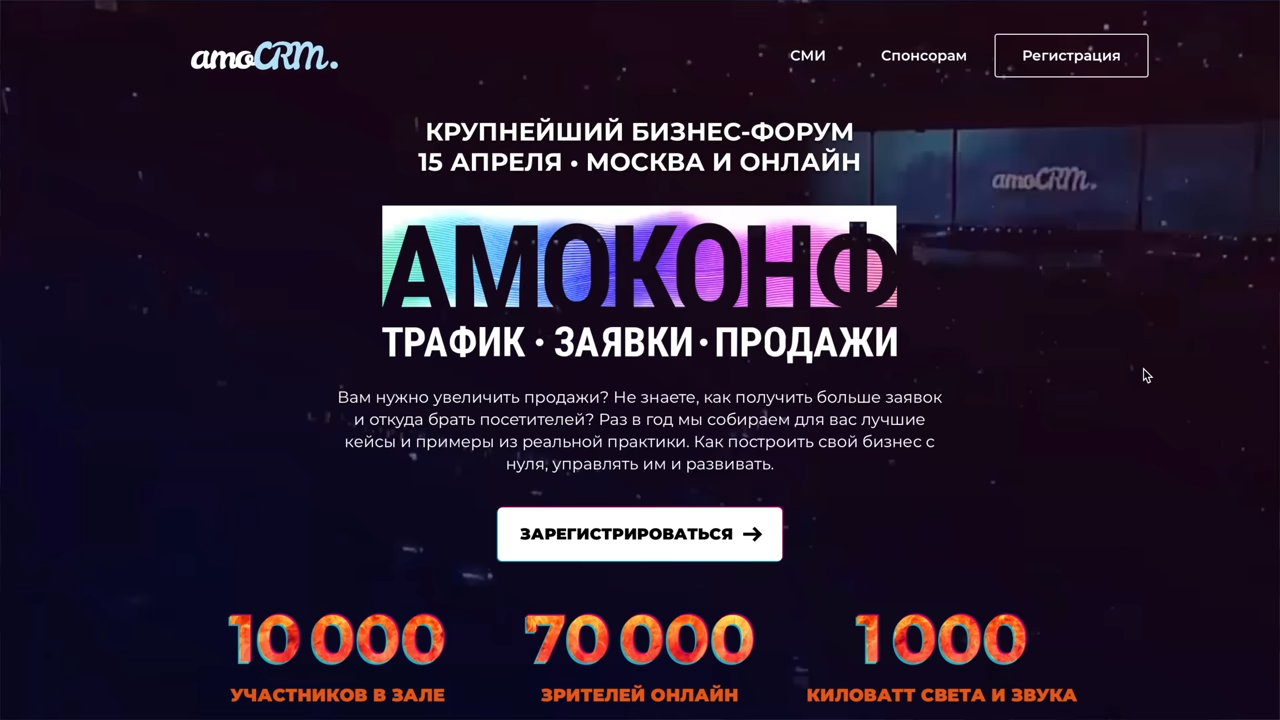 amoCRM.
СМИ
Спонсорам
Регистрация
КРУПНЕЙШИЙ БИЗНЕС-ФОРУМ
15 АПРЕЛЯ • МОСКВА И ОНЛАЙН
amoCRM.
АМОКОНФ
ТРАФИК • ЗАЯВКИ • ПРОДАЖИ
Вам нужно увеличить продажи? Не знаете, как получить больше заявок
и откуда брать посетителей? Раз в год мы собираем для вас лучшие
кейсы и примеры из реальной практики. Как построить свой бизнес с
нуля, управлять им и развивать.
ЗАРЕГИСТРИРОВАТЬСЯ →
10 000
70 000
1 000
УЧАСТНИКОВ В ЗАЛЕ
ЗРИТЕЛЕЙ ОНЛАЙН
КИЛОВАТТ СВЕТА И ЗВУКА